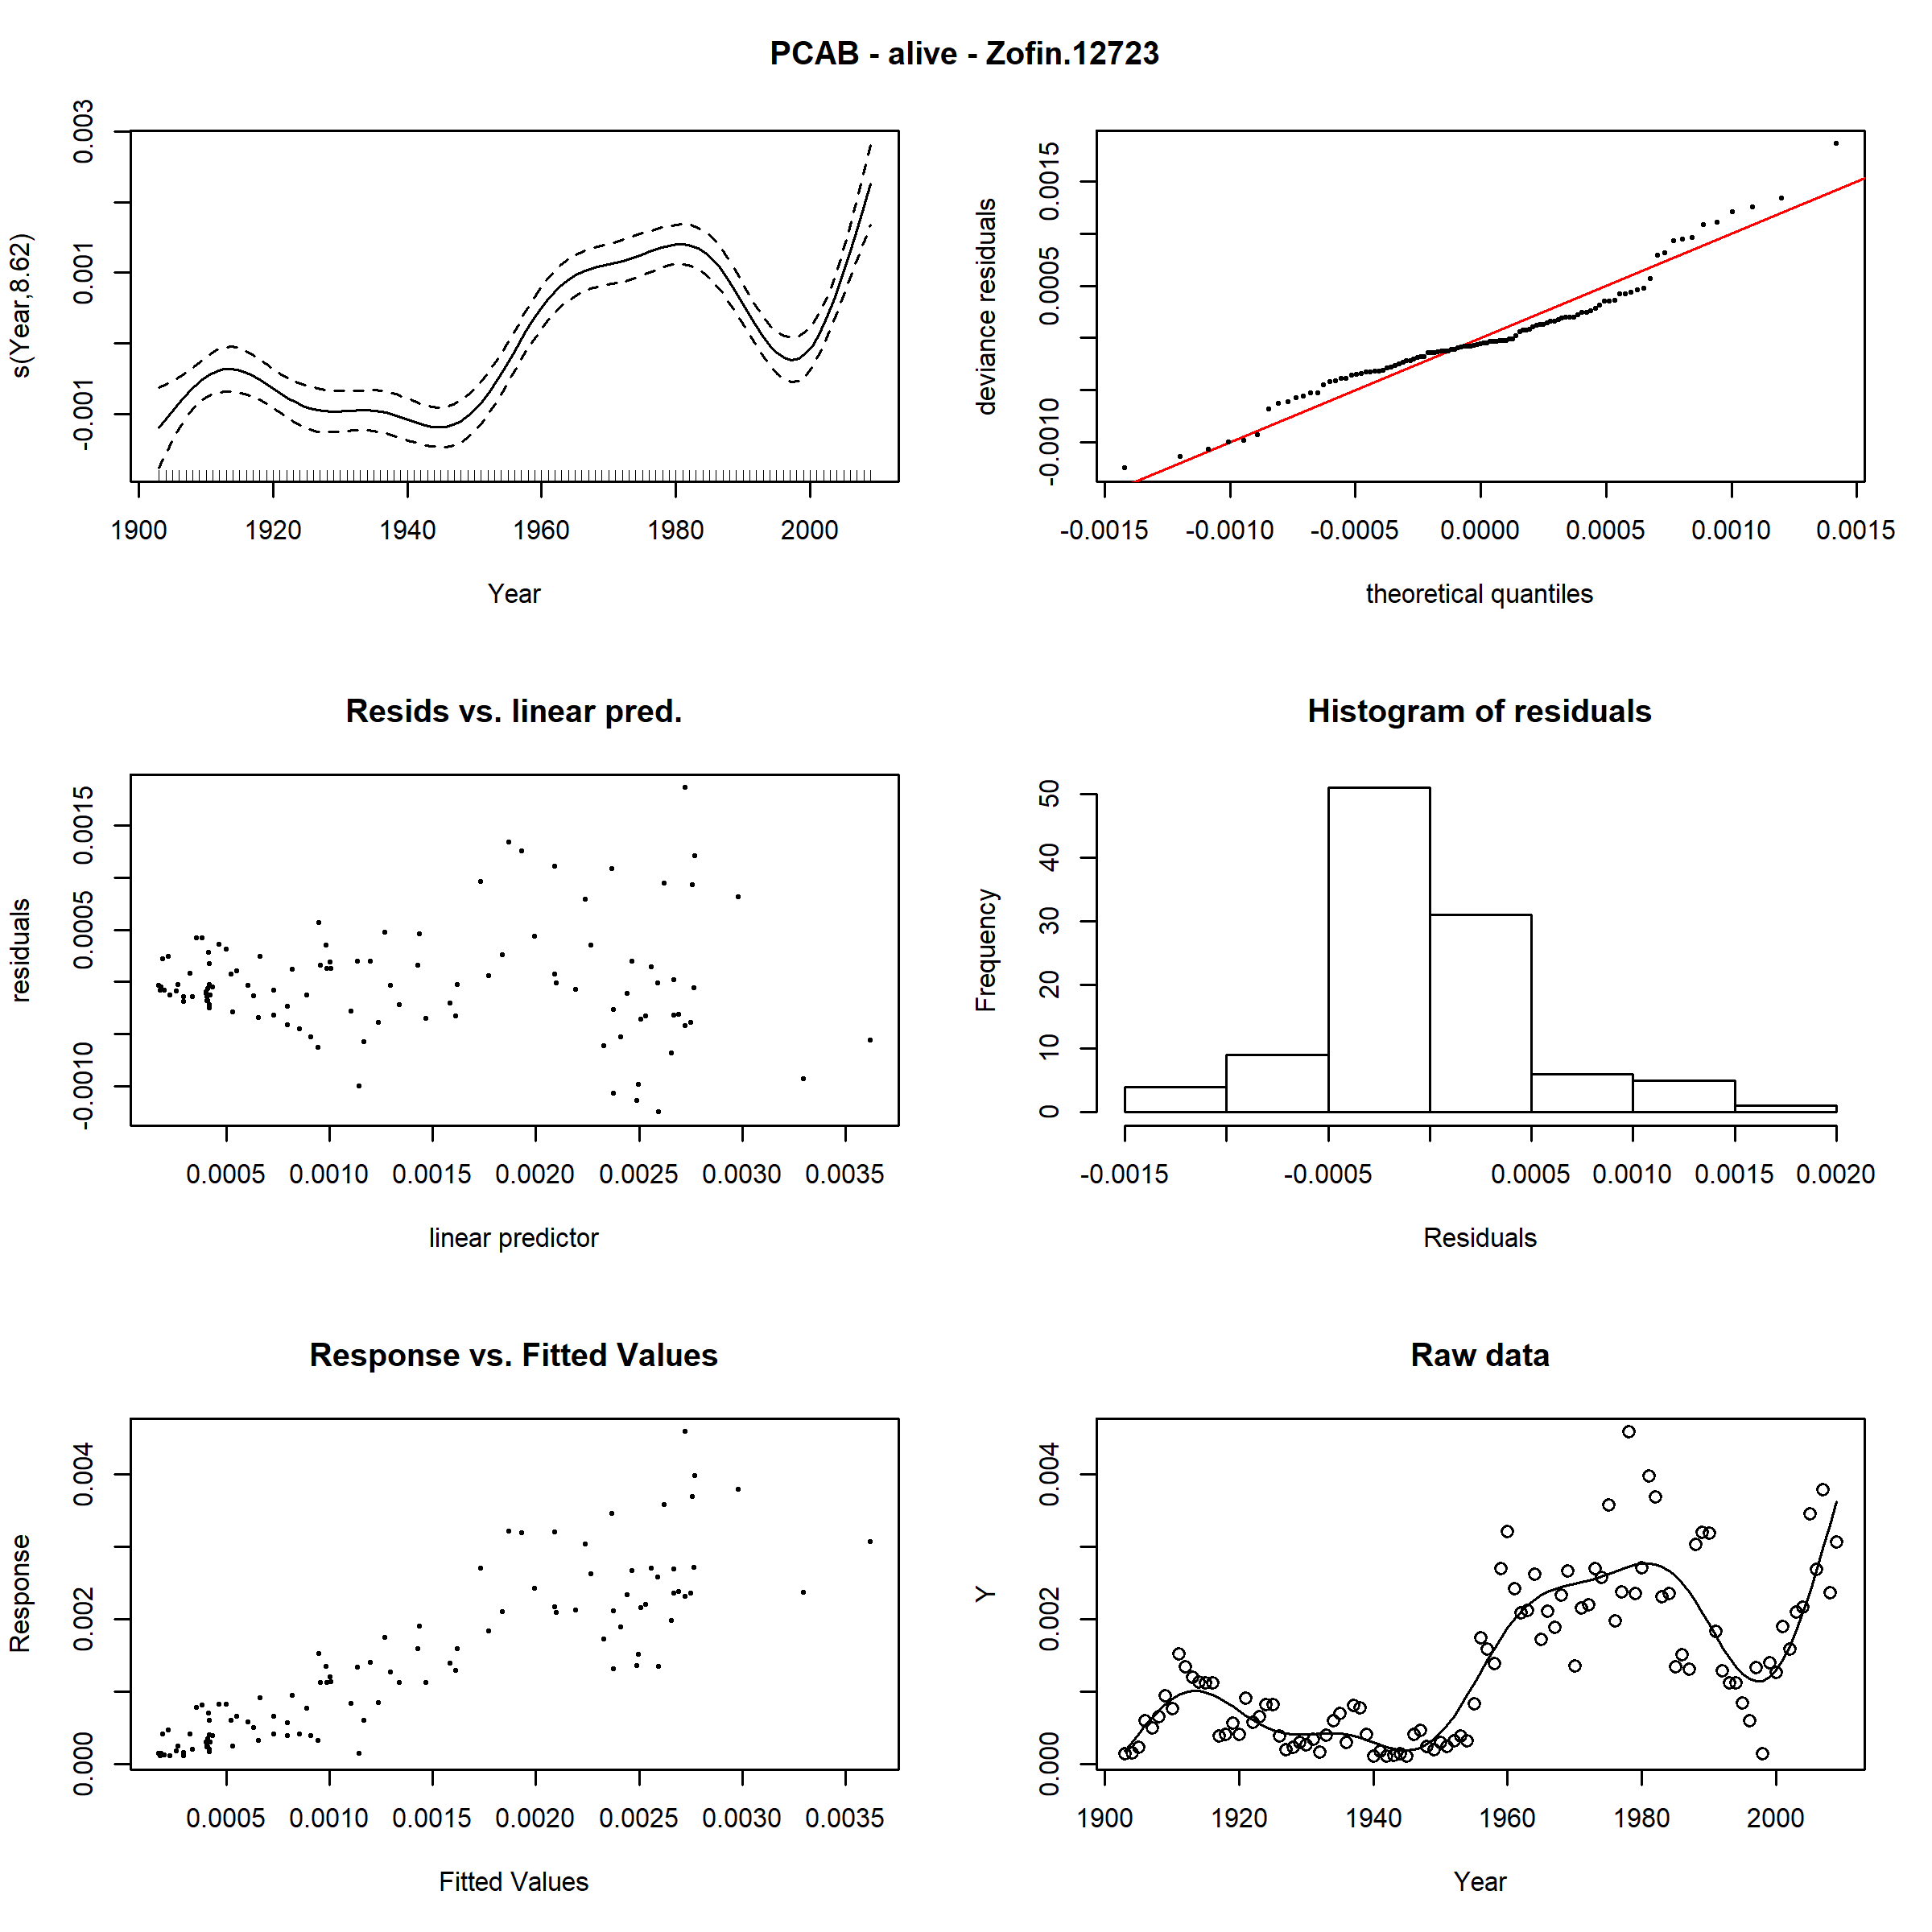 PCAB - alive - Zofin.12723
s(Year,8.62)
-0.001 0.001 0.003
1900 1920 1940 1960 1980 2000
Year
deviance residuals
-0.0010 0.0005 0.0015
-0.0015 -0.0010 -0.0005 0.0000 0.0005 0.0010 0.0015
theoretical quantiles
Resids vs. linear pred.
residuals
-0.0010 0.0005 0.0015
0.0005 0.0010 0.0015 0.0020 0.0025 0.0030 0.0035
linear predictor
Histogram of residuals
Frequency
0 10 20 30 40 50
-0.0015 -0.0005 0.0005 0.0010 0.0015 0.0020
Residuals
Response vs. Fitted Values
Response
0.000 0.002 0.004
0.0005 0.0010 0.0015 0.0020 0.0025 0.0030 0.0035
Fitted Values
Raw data
Y
0.000 0.002 0.004
1900 1920 1940 1960 1980 2000
Year